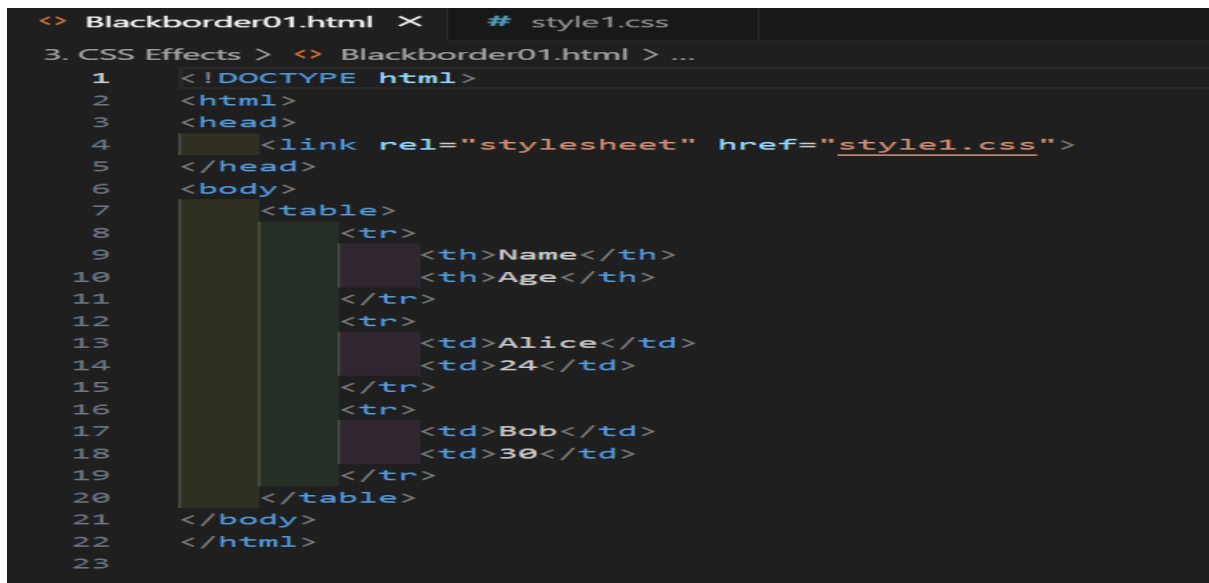 <> Blackborder01.html × # style1.css
3. CSS Effects > <> Blackborder01.html > ...
1 <!DOCTYPE html>
2 <html>
3 <head>
4     <link rel="stylesheet" href="style1.css">
5 </head>
6 <body>
7     <table>
8         <tr>
9             <th>Name</th>
10             <th>Age</th>
11         </tr>
12         <tr>
13             <td>Alice</td>
14             <td>24</td>
15         </tr>
16         <tr>
17             <td>Bob</td>
18             <td>30</td>
19         </tr>
20     </table>
21 </body>
22 </html>
23